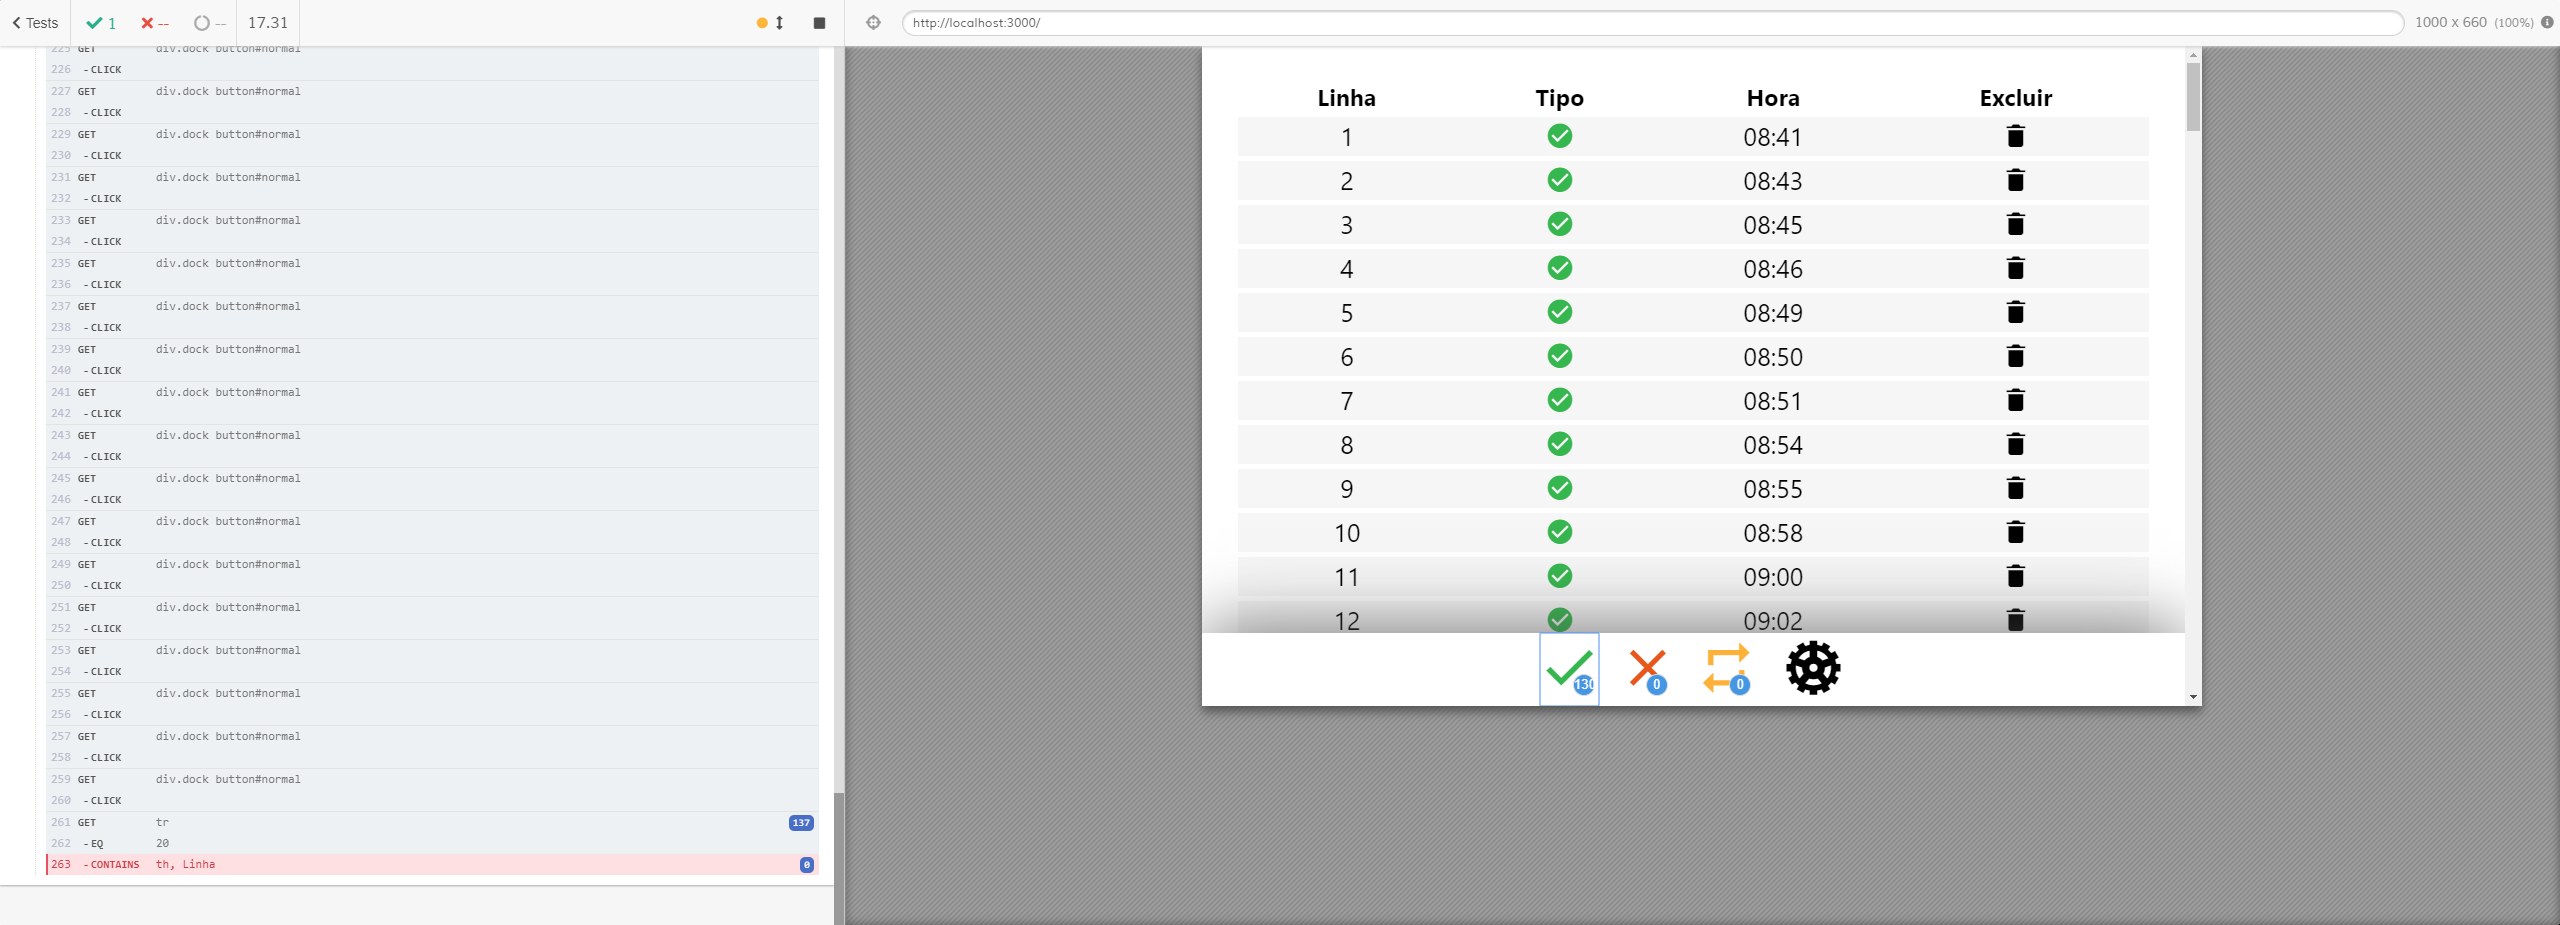 Tests 1 -- -- 17.31
225 GET div.dock button#normal
226 -CLICK
227 GET div.dock button#normal
228 -CLICK
229 GET div.dock button#normal
230 -CLICK
231 GET div.dock button#normal
232 -CLICK
233 GET div.dock button#normal
234 -CLICK
235 GET div.dock button#normal
236 -CLICK
237 GET div.dock button#normal
238 -CLICK
239 GET div.dock button#normal
240 -CLICK
241 GET div.dock button#normal
242 -CLICK
243 GET div.dock button#normal
244 -CLICK
245 GET div.dock button#normal
246 -CLICK
247 GET div.dock button#normal
248 -CLICK
249 GET div.dock button#normal
250 -CLICK
251 GET div.dock button#normal
252 -CLICK
253 GET div.dock button#normal
254 -CLICK
255 GET div.dock button#normal
256 -CLICK
257 GET div.dock button#normal
258 -CLICK
259 GET div.dock button#normal
260 -CLICK
261 GET tr 137
262 -EQ 20
263 -CONTAINS th, Linha 0
http://localhost:3000/ 1000 x 660 (100%)
Linha Tipo Hora Excluir
1 08:41
2 08:43
3 08:45
4 08:46
5 08:49
6 08:50
7 08:51
8 08:54
9 08:55
10 08:58
11 09:00
12 09:02
130 0 0